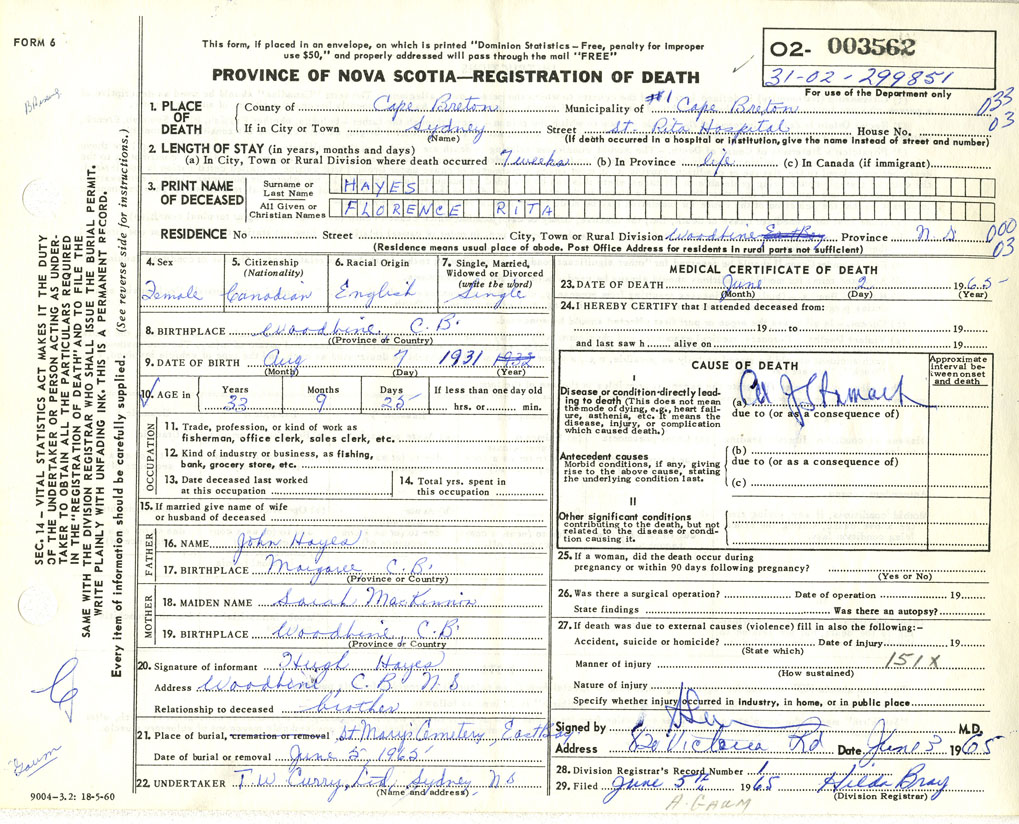 FORM 6
This form, if placed in an envelope, on which is printed "Dominion Statistics – Free, penalty for improper
use $50," and properly addressed will pass through the mail "FREE"
PROVINCE OF NOVA SCOTIA—REGISTRATION OF DEATH
O2- 003562
31-02-299851
For use of the Department only
1. PLACE OF DEATH
County of Cape Breton Municipality of #1 Cape Breton 033
If in City or Town Sydney Street St. Rita Hospital House No. 03
(Name) (If death occurred in a hospital or institution, give the name instead of street and number)
2. LENGTH OF STAY (in years, months and days)
(a) In City, Town or Rural Division where death occurred 7 weeks (b) In Province life (c) In Canada (if immigrant)
3. PRINT NAME OF DECEASED
Surname or Last Name HAYES
All Given or Christian Names FLORENCE RITA
RESIDENCE No Street City, Town or Rural Division Woodbine East Bay Province N S 000
(Residence means usual place of abode. Post Office Address for residents in rural parts not sufficient) 03
4. Sex
Female
5. Citizenship
(Nationality)
Canadian
6. Racial Origin
English
7. Single, Married,
Widowed or Divorced
(write the word)
Single
8. BIRTHPLACE Woodbine C.B.
((Province or Country)
9. DATE OF BIRTH Aug 7 1931
(Month) (Day) (Year)
10. AGE in
Years Months Days If less than one day old
33 9 25 hrs. or min.
OCCUPATION
11. Trade, profession, or kind of work as
fisherman, office clerk, sales clerk, etc.
12. Kind of industry or business, as fishing,
bank, grocery store, etc.
13. Date deceased last worked
at this occupation
14. Total yrs. spent in
this occupation
15. If married give name of wife
or husband of deceased
FATHER
16. NAME John Hayes
17. BIRTHPLACE Margaree C.B.
(Province or Country)
MOTHER
18. MAIDEN NAME Sarah MacKinnin
19. BIRTHPLACE Woodbine, C.B.
(Province or Country
20. Signature of informant Hugh Hayes
Address Woodbine, C.B. N S
Relationship to deceased brother
21. Place of burial, cremation or removal St. Mary's Cemetery, East Bay
Date of burial or removal June 5 1965
22. UNDERTAKER T. W. Curry, Ltd, Sydney N S
(Name and address)
9004-3.2: 18-5-60
MEDICAL CERTIFICATE OF DEATH
23. DATE OF DEATH June 2 1965
(Month) (Day) (Year)
24. I HEREBY CERTIFY that I attended deceased from:
19 to 19
and last saw h alive on 19
CAUSE OF DEATH
Approximate interval between onset and death
I
Disease or condition directly leading to death (This does not mean the mode of dying, e.g., heart failure, asthenia, etc. It means the disease, injury, or complication which caused death.)
(a) Ca of Stomach
due to (or as a consequence of)
Antecedent causes
Morbid conditions, if any, giving rise to the above cause, stating the underlying condition last.
(b)
due to (or as a consequence of)
(c)
II
Other significant conditions
contributing to the death, but not related to the disease or condition causing it.
25. If a woman, did the death occur during
pregnancy or within 90 days following pregnancy?
(Yes or No)
26. Was there a surgical operation? Date of operation 19
State findings Was there an autopsy?
27. If death was due to external causes (violence) fill in also the following:-
Accident, suicide or homicide? Date of injury 19
(State which)
Manner of injury 151X
(How sustained)
Nature of injury
Specify whether injury occurred in industry, in home, or in public place
Signed by M.D.
Address 820 Victoria Rd Date June 3 1965
28. Division Registrar's Record Number 1
29. Filed June 5th 1965 Hilda Bray
(Division Registrar)
A. GARM
SEC. 14 – VITAL STATISTICS ACT MAKES IT THE DUTY
OF THE UNDERTAKER OR PERSON ACTING AS UNDER-
TAKER TO OBTAIN ALL THE PARTICULARS REQUIRED
IN THE "REGISTRATION OF DEATH" AND TO FILE THE
SAME WITH THE DIVISION REGISTRAR WHO SHALL ISSUE THE BURIAL PERMIT.
WRITE PLAINLY WITH UNFADING INK. THIS IS A PERMANENT RECORD.
Every item of information should be carefully supplied. (See reverse side for instructions.)